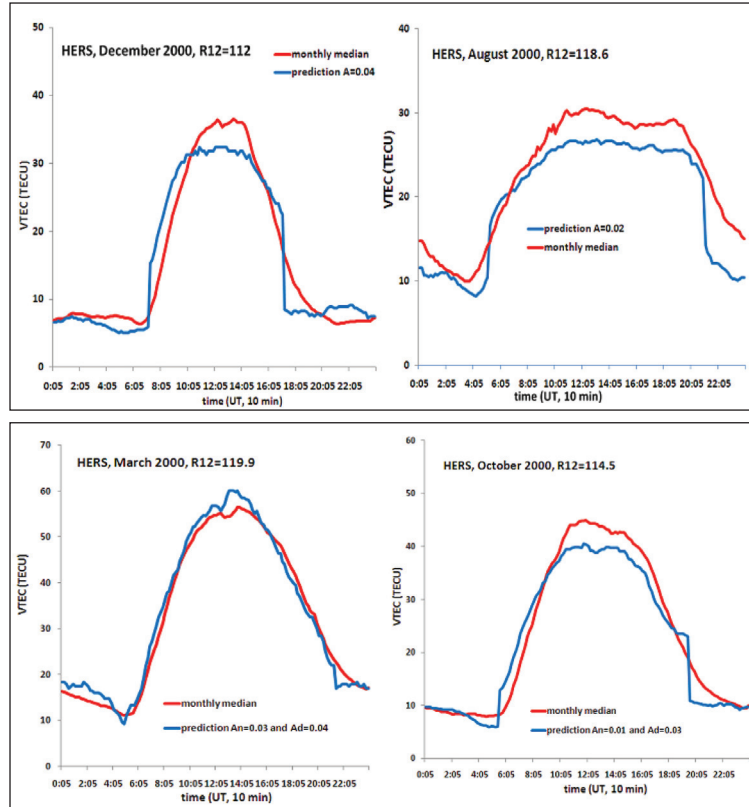 HERS, December 2000, R12=112
monthly median
prediction A=0.04
VTEC (TECU)
50
40
30
20
10
0
0:05 2:05 4:05 6:05 8:05 10:05 12:05 14:05 16:05 18:05 20:05 22:05
time (UT, 10 min)
HERS, August 2000, R12=118.6
prediction A=0.02
monthly median
VTEC (TECU)
40
30
20
10
0
0:05 2:05 4:05 6:05 8:05 10:05 12:05 14:05 16:05 18:05 20:05 22:05
time (UT, 10 min)
HERS, March 2000, R12=119.9
monthly median
prediction An=0.03 and Ad=0.04
VTEC (TECU)
70
60
50
40
30
20
10
0
0:05 2:05 4:05 6:05 8:05 10:05 12:05 14:05 16:05 18:05 20:05 22:05
time (UT, 10 min)
HERS, October 2000, R12=114.5
monthly median
prediction An=0.01 and Ad=0.03
VTEC (TECU)
60
50
40
30
20
10
0
0:05 2:05 4:05 6:05 8:05 10:05 12:05 14:05 16:05 18:05 20:05 22:05
time (UT, 10 min)